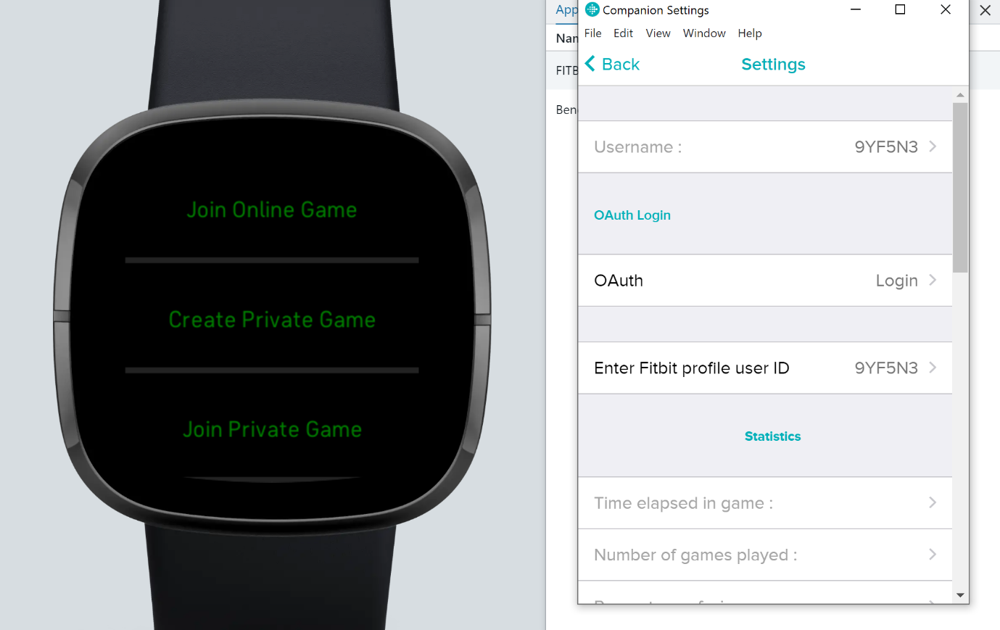 Join Online Game
Create Private Game
Join Private Game
App
Nan
FITB
Ben
Companion Settings
File Edit View Window Help
Back Settings
Username : 9YF5N3
OAuth Login
OAuth Login
Enter Fitbit profile user ID 9YF5N3
Statistics
Time elapsed in game :
Number of games played :